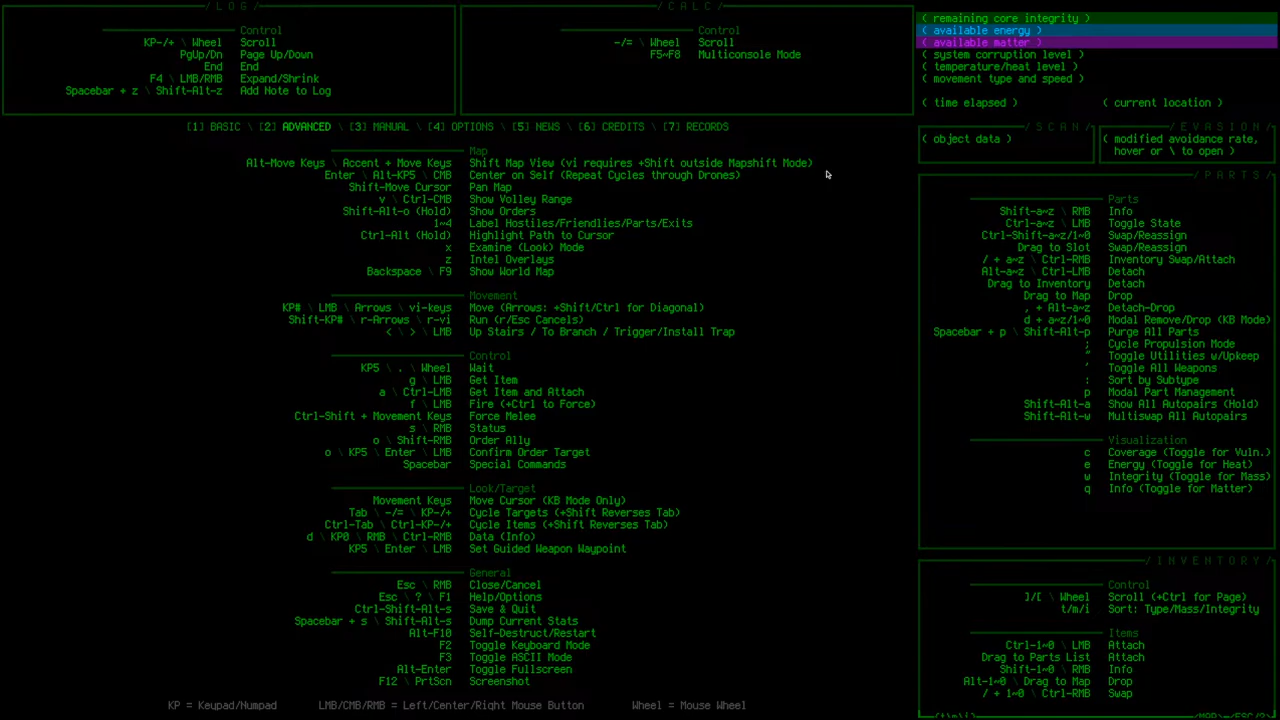 / L O G /
Control
KP-/+ \ Wheel Scroll
PgUp/Dn Page Up/Down
End End
F4 \ LMB/RMB Expand/Shrink
Spacebar + z \ Shift-Alt-z Add Note to Log
/ C A L C /
Control
-/= \ Wheel Scroll
F5~F8 Multiconsole Mode
( remaining core integrity )
( available energy )
( available matter )
( system corruption level )
( temperature/heat level )
( movement type and speed )
( time elapsed ) ( current location )
/ S C A N /
( object data )
/ E V A S I O N /
( modified avoidance rate,
hover or \ to open )
[1] BASIC \ [2] ADVANCED \ [3] MANUAL \ [4] OPTIONS \ [5] NEWS \ [6] CREDITS \ [7] RECORDS
Map
Alt-Move Keys \ Accent + Move Keys Shift Map View (vi requires +Shift outside Mapshift Mode)
Enter \ Alt-KP5 \ CMB Center on Self (Repeat Cycles through Drones)
Shift-Move Cursor Pan Map
v \ Ctrl-CMB Show Volley Range
Shift-Alt-o (Hold) Show Orders
1~4 Label Hostiles/Friendlies/Parts/Exits
Ctrl-Alt (Hold) Highlight Path to Cursor
x Examine (Look) Mode
z Intel Overlays
Backspace \ F9 Show World Map
Movement
KP# \ LMB \ Arrows \ vi-keys Move (Arrows: +Shift/Ctrl for Diagonal)
Shift-KP# \ r-Arrows \ r-vi Run (r/Esc Cancels)
< \ > \ LMB Up Stairs / To Branch / Trigger/Install Trap
Control
KP5 \ . \ Wheel Wait
g \ LMB Get Item
a \ Ctrl-LMB Get Item and Attach
f \ LMB Fire (+Ctrl to Force)
Ctrl-Shift + Movement Keys Force Melee
s \ RMB Status
o \ Shift-RMB Order Ally
o \ KP5 \ Enter \ LMB Confirm Order Target
Spacebar Special Commands
Look/Target
Movement Keys Move Cursor (KB Mode Only)
Tab \ -/= \ KP-/+ Cycle Targets (+Shift Reverses Tab)
Ctrl-Tab \ Ctrl-KP-/+ Cycle Items (+Shift Reverses Tab)
d \ KP0 \ RMB \ Ctrl-RMB Data (Info)
KP5 \ Enter \ LMB Set Guided Weapon Waypoint
General
Esc \ RMB Close/Cancel
Esc \ ? \ F1 Help/Options
Ctrl-Shift-Alt-s Save & Quit
Spacebar + s \ Shift-Alt-s Dump Current Stats
Alt-F10 Self-Destruct/Restart
F2 Toggle Keyboard Mode
F3 Toggle ASCII Mode
Alt-Enter Toggle Fullscreen
F12 \ PrtScn Screenshot
KP = Keypad/Numpad LMB/CMB/RMB = Left/Center/Right Mouse Button Wheel = Mouse Wheel
/ P A R T S /
Parts
Shift-a~z \ RMB Info
Ctrl-a~z \ LMB Toggle State
Ctrl-Shift-a~z/1~0 Swap/Reassign
Drag to Slot Swap/Reassign
/ + a~z \ Ctrl-RMB Inventory Swap/Attach
Alt-a~z \ Ctrl-LMB Detach
Drag to Inventory Detach
Drag to Map Drop
, + Alt-a~z Detach-Drop
d + a~z/1~0 Modal Remove/Drop (KB Mode)
Spacebar + p \ Shift-Alt-p Purge All Parts
; Cycle Propulsion Mode
" Toggle Utilities w/Upkeep
' Toggle All Weapons
: Sort by Subtype
p Modal Part Management
Shift-Alt-a Show All Autopairs (Hold)
Shift-Alt-w Multiswap All Autopairs
Visualization
c Coverage (Toggle for Vuln.)
e Energy (Toggle for Heat)
w Integrity (Toggle for Mass)
q Info (Toggle for Matter)
/ I N V E N T O R Y /
Control
]/[ \ Wheel Scroll (+Ctrl for Page)
t/m/i Sort: Type/Mass/Integrity
Items
Ctrl-1~0 \ LMB Attach
Drag to Parts List Attach
Shift-1~0 \ RMB Info
Alt-1~0 \ Drag to Map Drop
/ + 1~0 \ Ctrl-RMB Swap